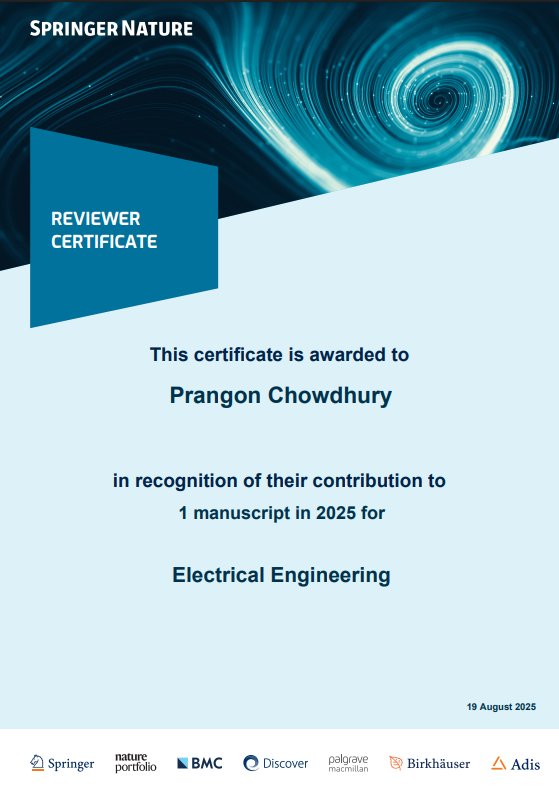 SPRINGER NATURE
REVIEWER
CERTIFICATE
This certificate is awarded to
Prangon Chowdhury
in recognition of their contribution to
1 manuscript in 2025 for
Electrical Engineering
19 August 2025
Springer nature portfolio BMC Discover palgrave macmillan Birkhäuser Adis